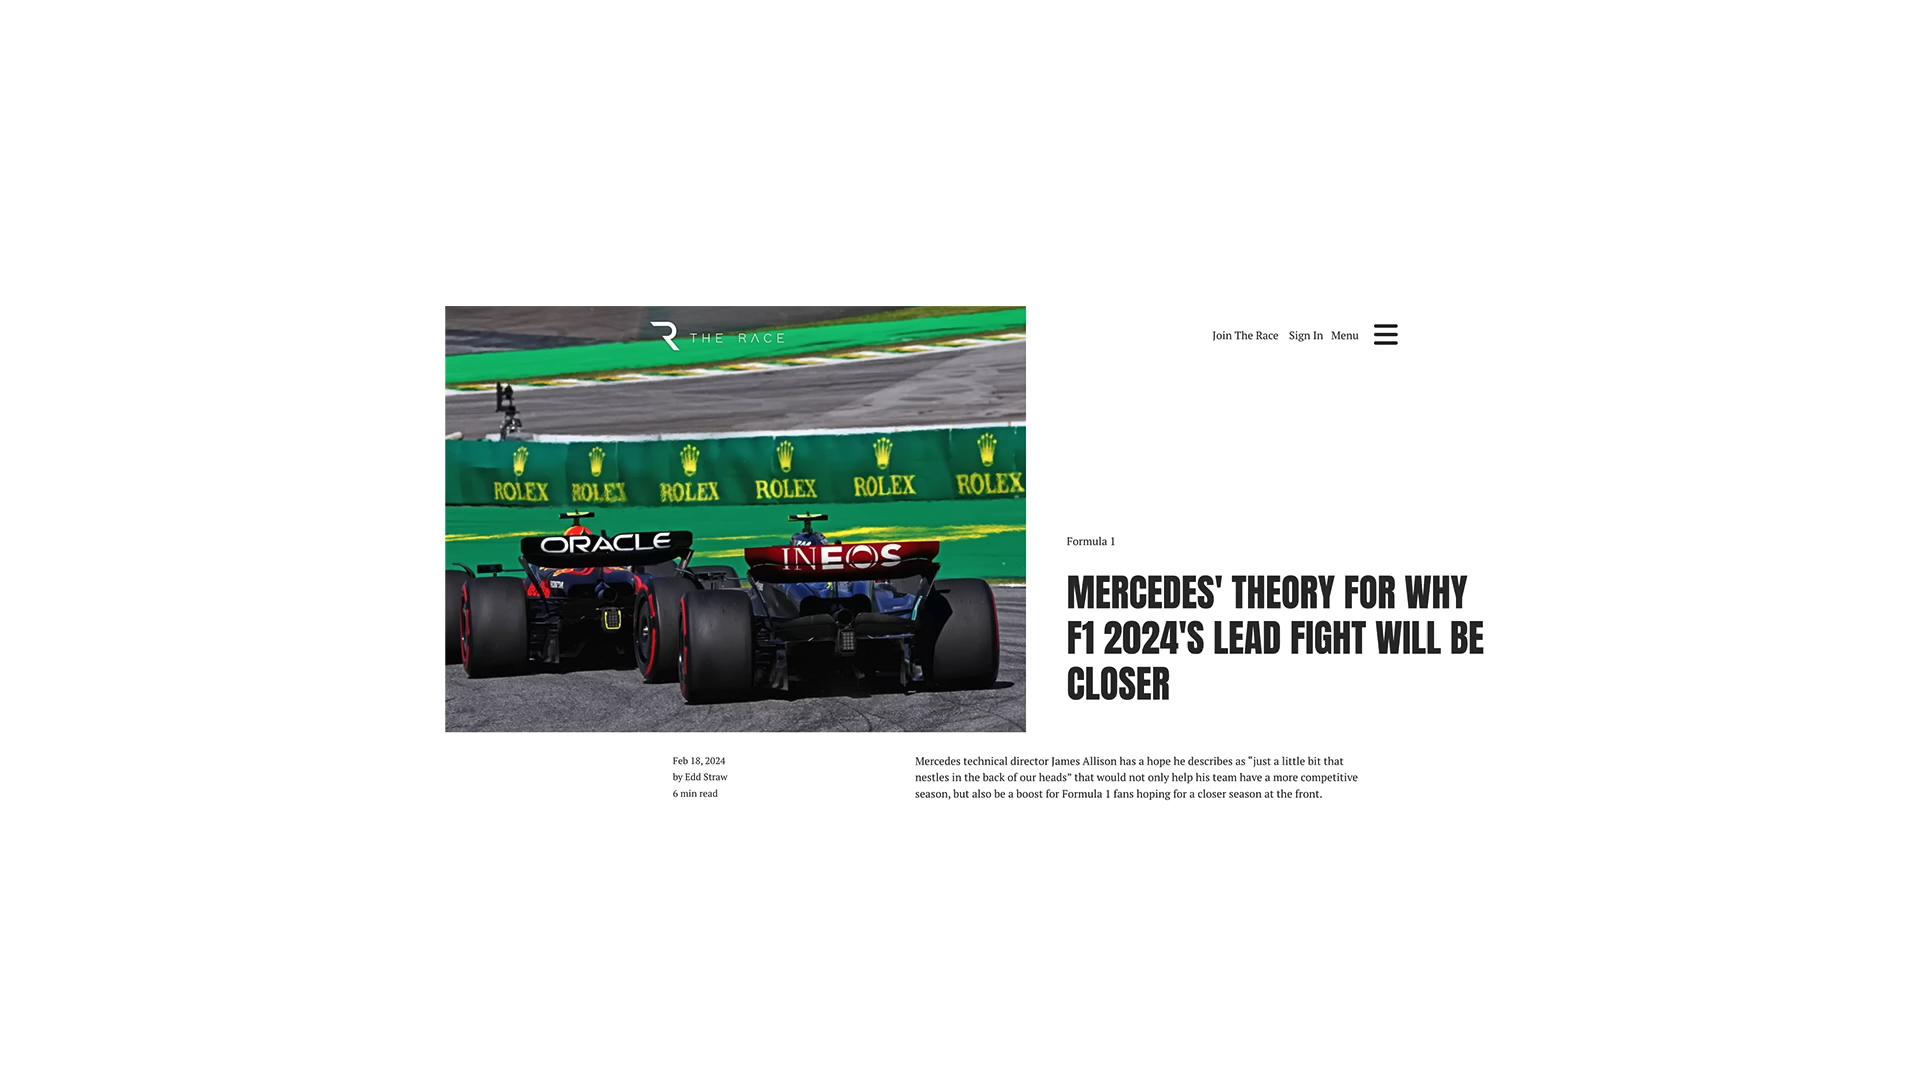 THE RACE
Join The Race Sign In Menu
ROLEX ROLEX ROLEX ROLEX ROLEX ROLEX
ORACLE
INEOS
Formula 1
MERCEDES' THEORY FOR WHY
F1 2024'S LEAD FIGHT WILL BE
CLOSER
Feb 18, 2024
by Edd Straw
6 min read
Mercedes technical director James Allison has a hope he describes as “just a little bit that
nestles in the back of our heads” that would not only help his team have a more competitive
season, but also be a boost for Formula 1 fans hoping for a closer season at the front.